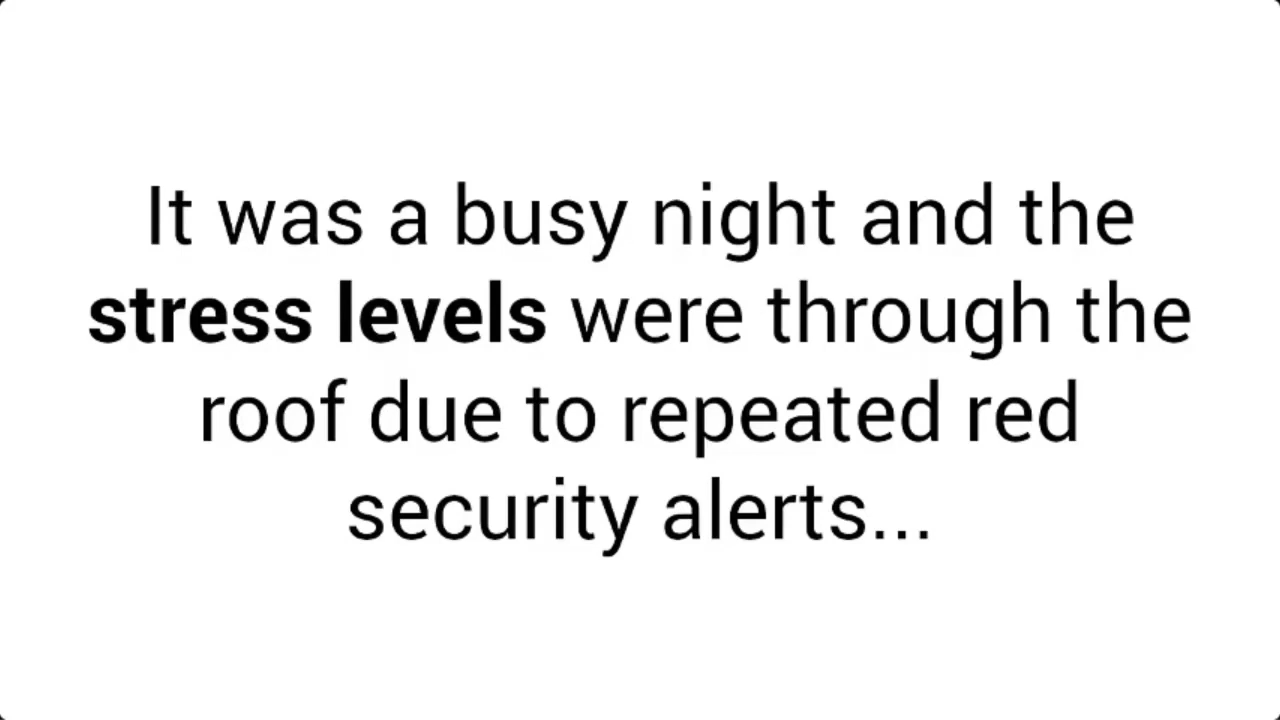 It was a busy night and the
stress levels were through the
roof due to repeated red
security alerts...